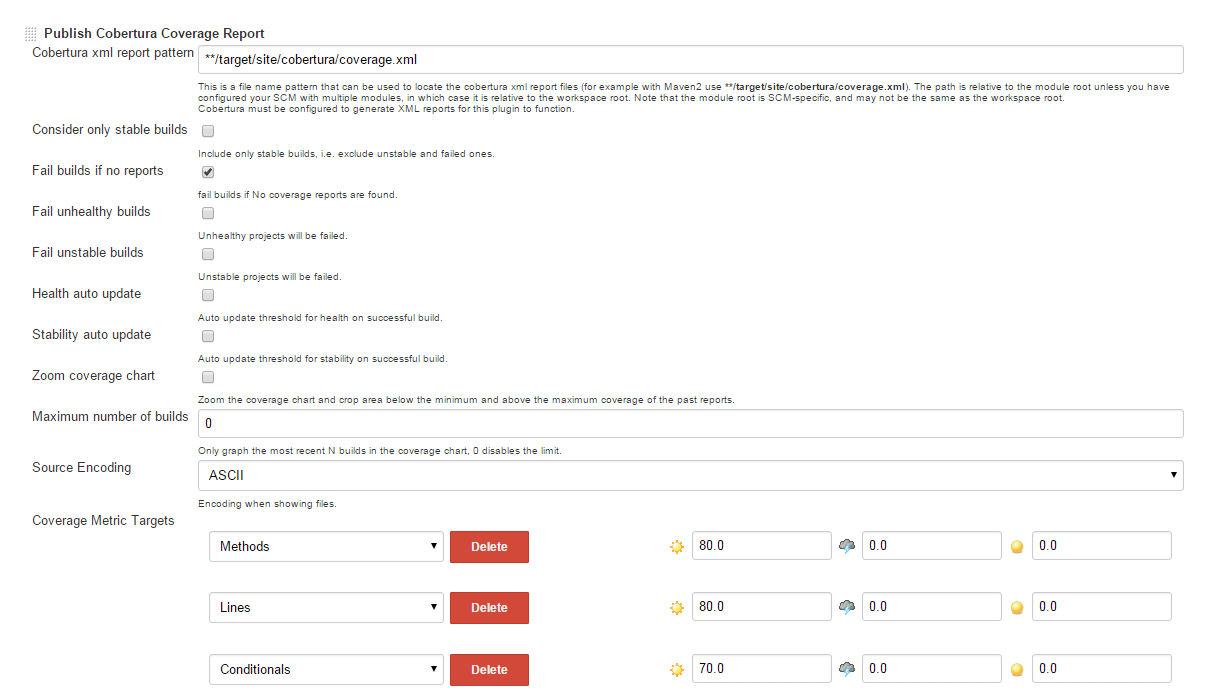 Publish Cobertura Coverage Report
Cobertura xml report pattern
**/target/site/cobertura/coverage.xml
This is a file name pattern that can be used to locate the cobertura xml report files (for example with Maven2 use **/target/site/cobertura/coverage.xml). The path is relative to the module root unless you have
configured your SCM with multiple modules, in which case it is relative to the workspace root. Note that the module root is SCM-specific, and may not be the same as the workspace root.
Cobertura must be configured to generate XML reports for this plugin to function.
Consider only stable builds
Include only stable builds, i.e. exclude unstable and failed ones.
Fail builds if no reports
fail builds if No coverage reports are found.
Fail unhealthy builds
Unhealthy projects will be failed.
Fail unstable builds
Unstable projects will be failed.
Health auto update
Auto update threshold for health on successful build.
Stability auto update
Auto update threshold for stability on successful build.
Zoom coverage chart
Zoom the coverage chart and crop area below the minimum and above the maximum coverage of the past reports.
Maximum number of builds
0
Only graph the most recent N builds in the coverage chart, 0 disables the limit.
Source Encoding
ASCII
Encoding when showing files.
Coverage Metric Targets
Methods Delete 80.0 0.0 0.0
Lines Delete 80.0 0.0 0.0
Conditionals Delete 70.0 0.0 0.0